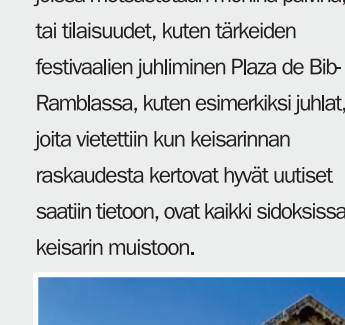 tai tilaisuudet, kuten tärkeiden
festivaalien juhliminen Plaza de Bib-
Ramblassa, kuten esimerkiksi juhlat,
joita vietettiin kun keisarinnan
raskaudesta kertovat hyvät uutiset
saatiin tietoon, ovat kaikki sidoksissa
keisarin muistoon.